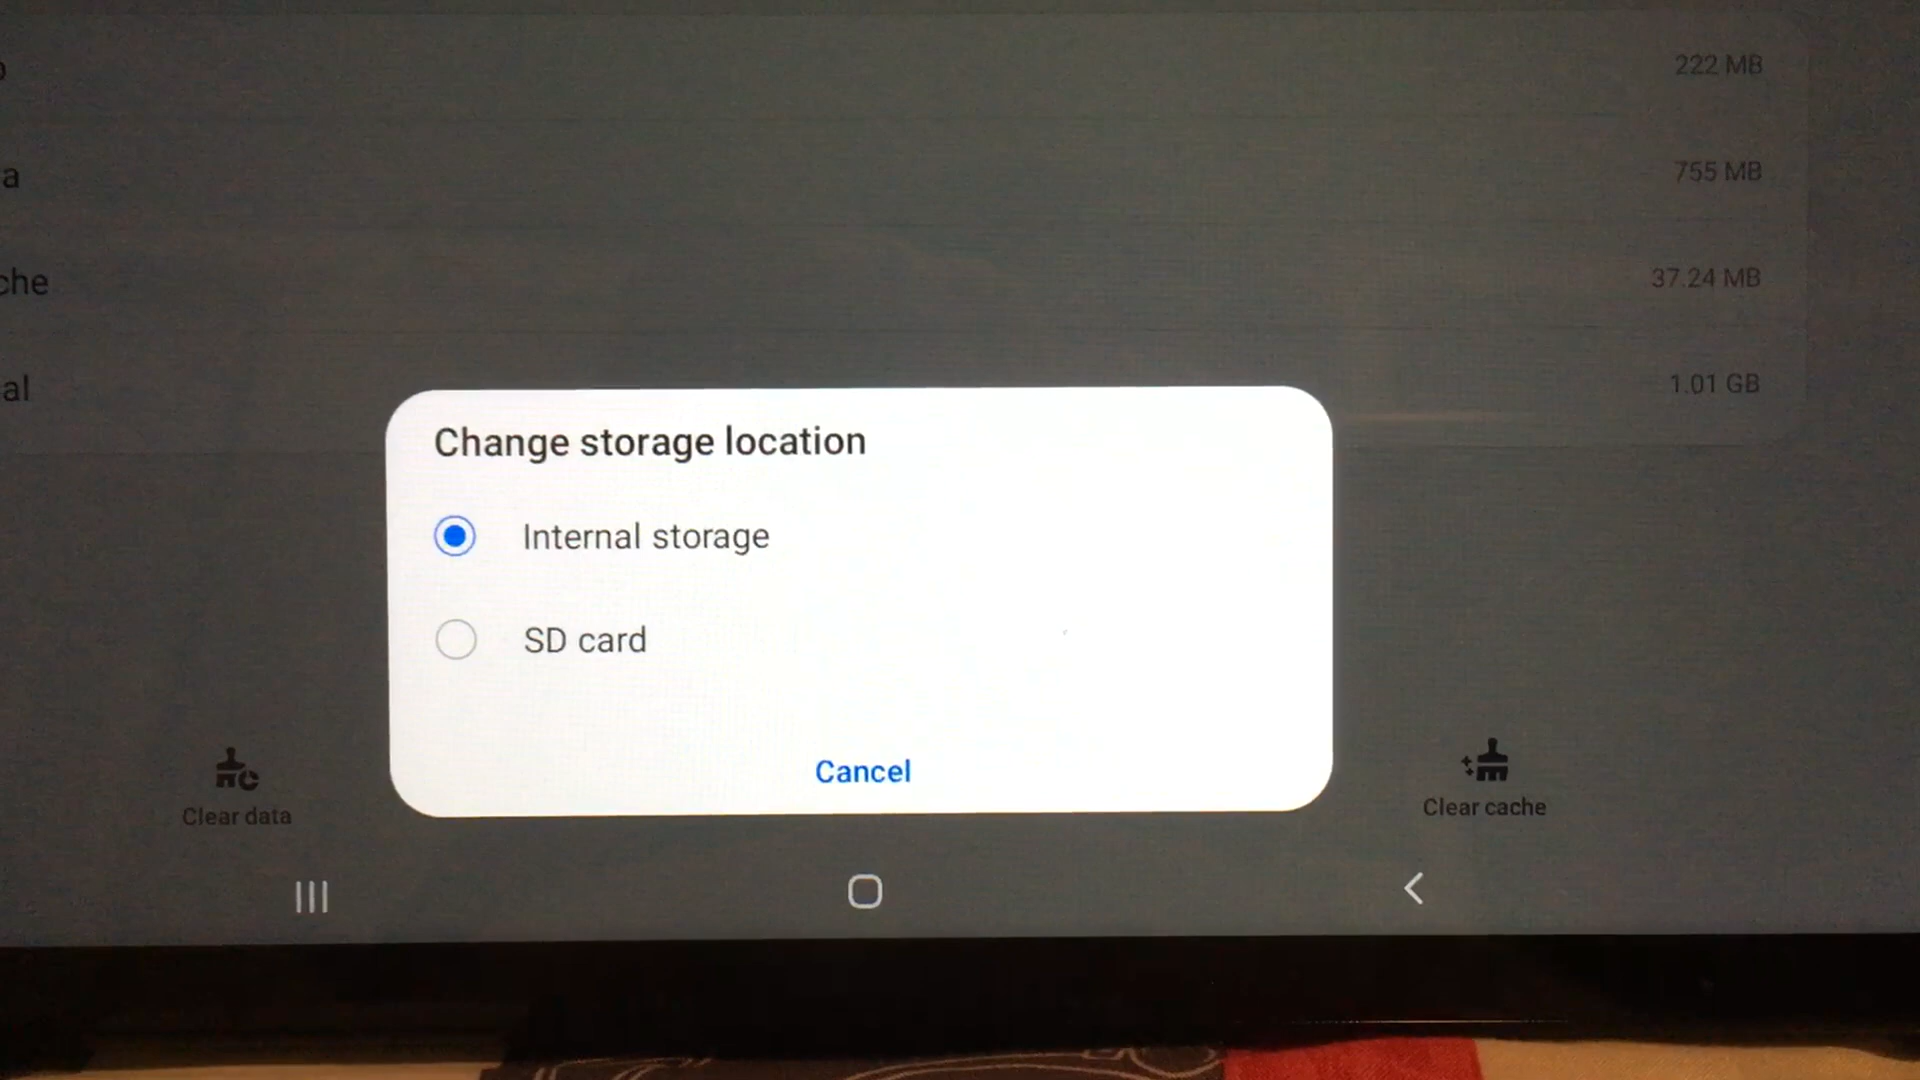 222 MB
a
755 MB
che
37.24 MB
al
1.01 GB
Change storage location
Internal storage
SD card
Cancel
Clear data
Clear cache